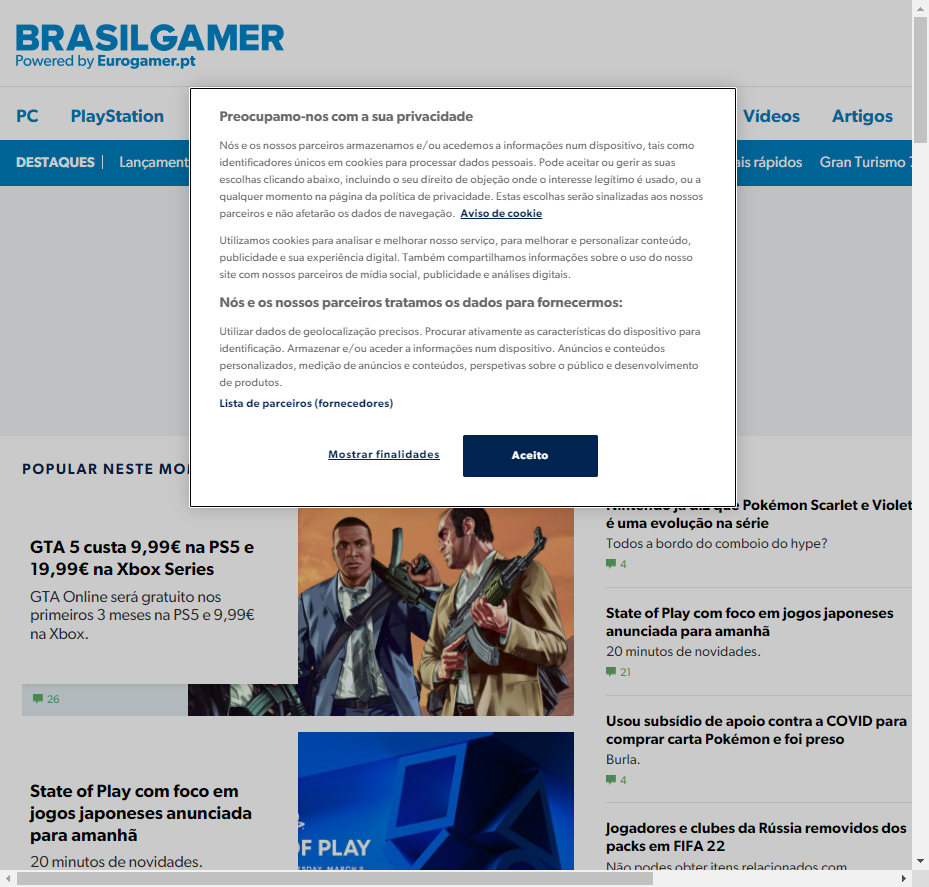 BRASILGAMER
Powered by Eurogamer.pt
PC PlayStation Vídeos Artigos
DESTAQUES | Lançament ais rápidos Gran Turismo 7
Preocupamo-nos com a sua privacidade
Nós e os nossos parceiros armazenamos e/ou acedemos a informações num dispositivo, tais como
identificadores únicos em cookies para processar dados pessoais. Pode aceitar ou gerir as suas
escolhas clicando abaixo, incluindo o seu direito de objeção onde o interesse legítimo é usado, ou a
qualquer momento na página da política de privacidade. Estas escolhas serão sinalizadas aos nossos
parceiros e não afetarão os dados de navegação. Aviso de cookie
Utilizamos cookies para analisar e melhorar nosso serviço, para melhorar e personalizar conteúdo,
publicidade e sua experiência digital. Também compartilhamos informações sobre o uso do nosso
site com nossos parceiros de mídia social, publicidade e análises digitais.
Nós e os nossos parceiros tratamos os dados para fornecermos:
Utilizar dados de geolocalização precisos. Procurar ativamente as características do dispositivo para
identificação. Armazenar e/ou aceder a informações num dispositivo. Anúncios e conteúdos
personalizados, medição de anúncios e conteúdos, perspetivas sobre o público e desenvolvimento
de produtos.
Lista de parceiros (fornecedores)
Mostrar finalidades
Aceito
POPULAR NESTE MO
GTA 5 custa 9,99€ na PS5 e
19,99€ na Xbox Series
GTA Online será gratuito nos
primeiros 3 meses na PS5 e 9,99€
na Xbox.
26
State of Play com foco em
jogos japoneses anunciada
para amanhã
20 minutos de novidades.
OF PLAY
Nintendo já diz que Pokémon Scarlet e Violet
é uma evolução na série
Todos a bordo do comboio do hype?
4
State of Play com foco em jogos japoneses
anunciada para amanhã
20 minutos de novidades.
21
Usou subsídio de apoio contra a COVID para
comprar carta Pokémon e foi preso
Burla.
4
Jogadores e clubes da Rússia removidos dos
packs em FIFA 22
Não podes obter itens relacionados com